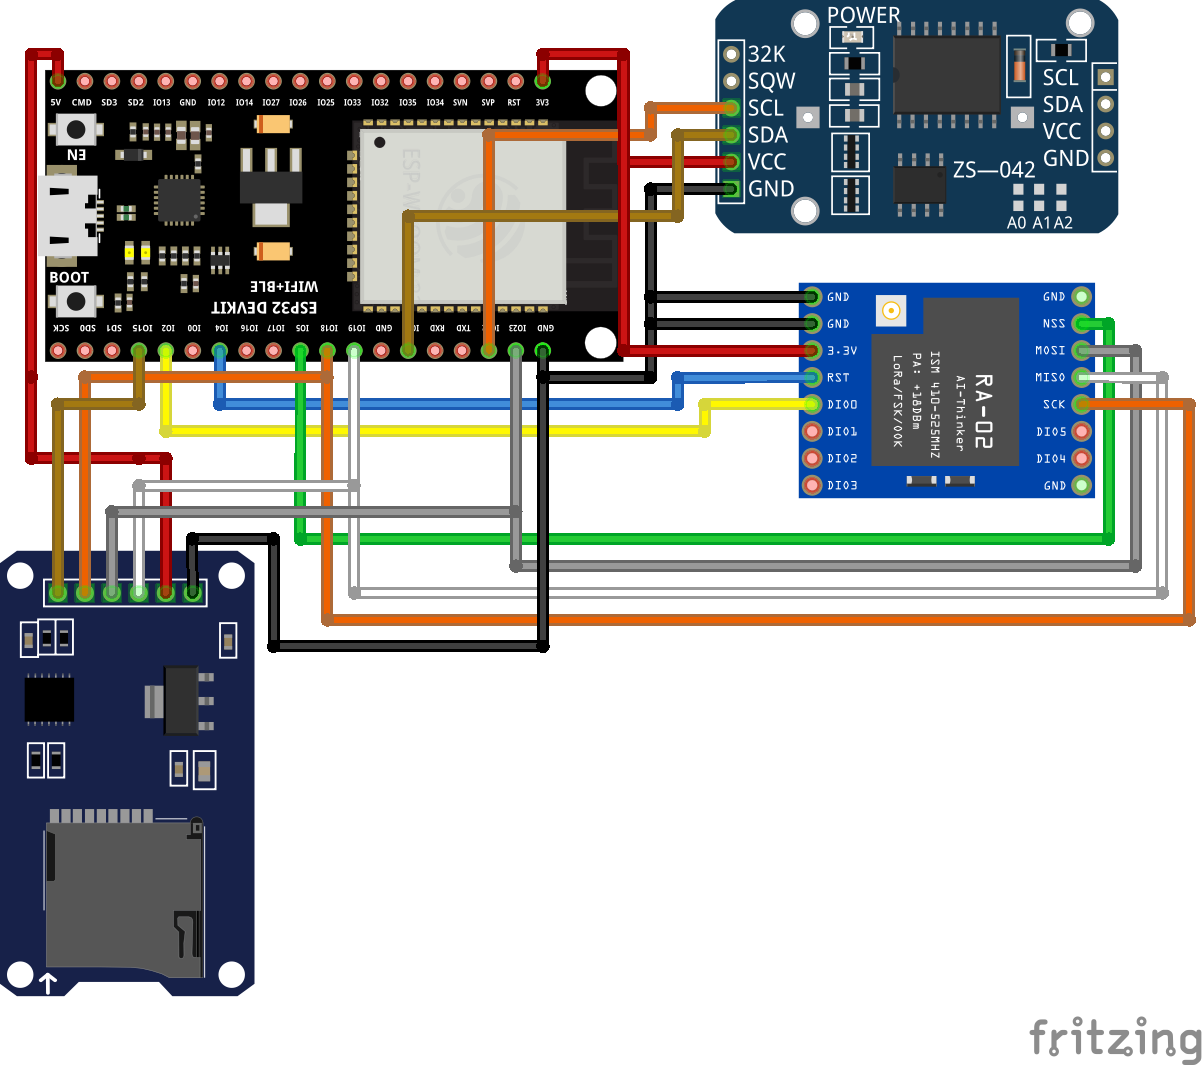 POWER
32K
SQW
SCL
SDA
VCC
GND
SCL
SDA
VCC
GND
ZS—042
A0 A1 A2
5V CMD SD3 SD2 IO13 GND IO12 IO14 IO27 IO26 IO25 IO33 IO32 IO35 IO34 SVN SVP RST 3V3
EN
BOOT
WIFI+BLE
ESP32 DEVKIT
SCK SD0 SD1 IO15 IO2 IO0 IO4 IO16 IO17 IO5 IO18 IO19 GND RXD TXD IO23 GND
GND
GND
3.3V
RST
DIO0
DIO1
DIO2
DIO3
RA-02
AI-Thinker
ISM 410-525MHZ
PA: +18DBm
LoRa/FSK/OOK
GND
NSS
MOSI
MISO
SCK
DIO5
DIO4
GND
fritzing